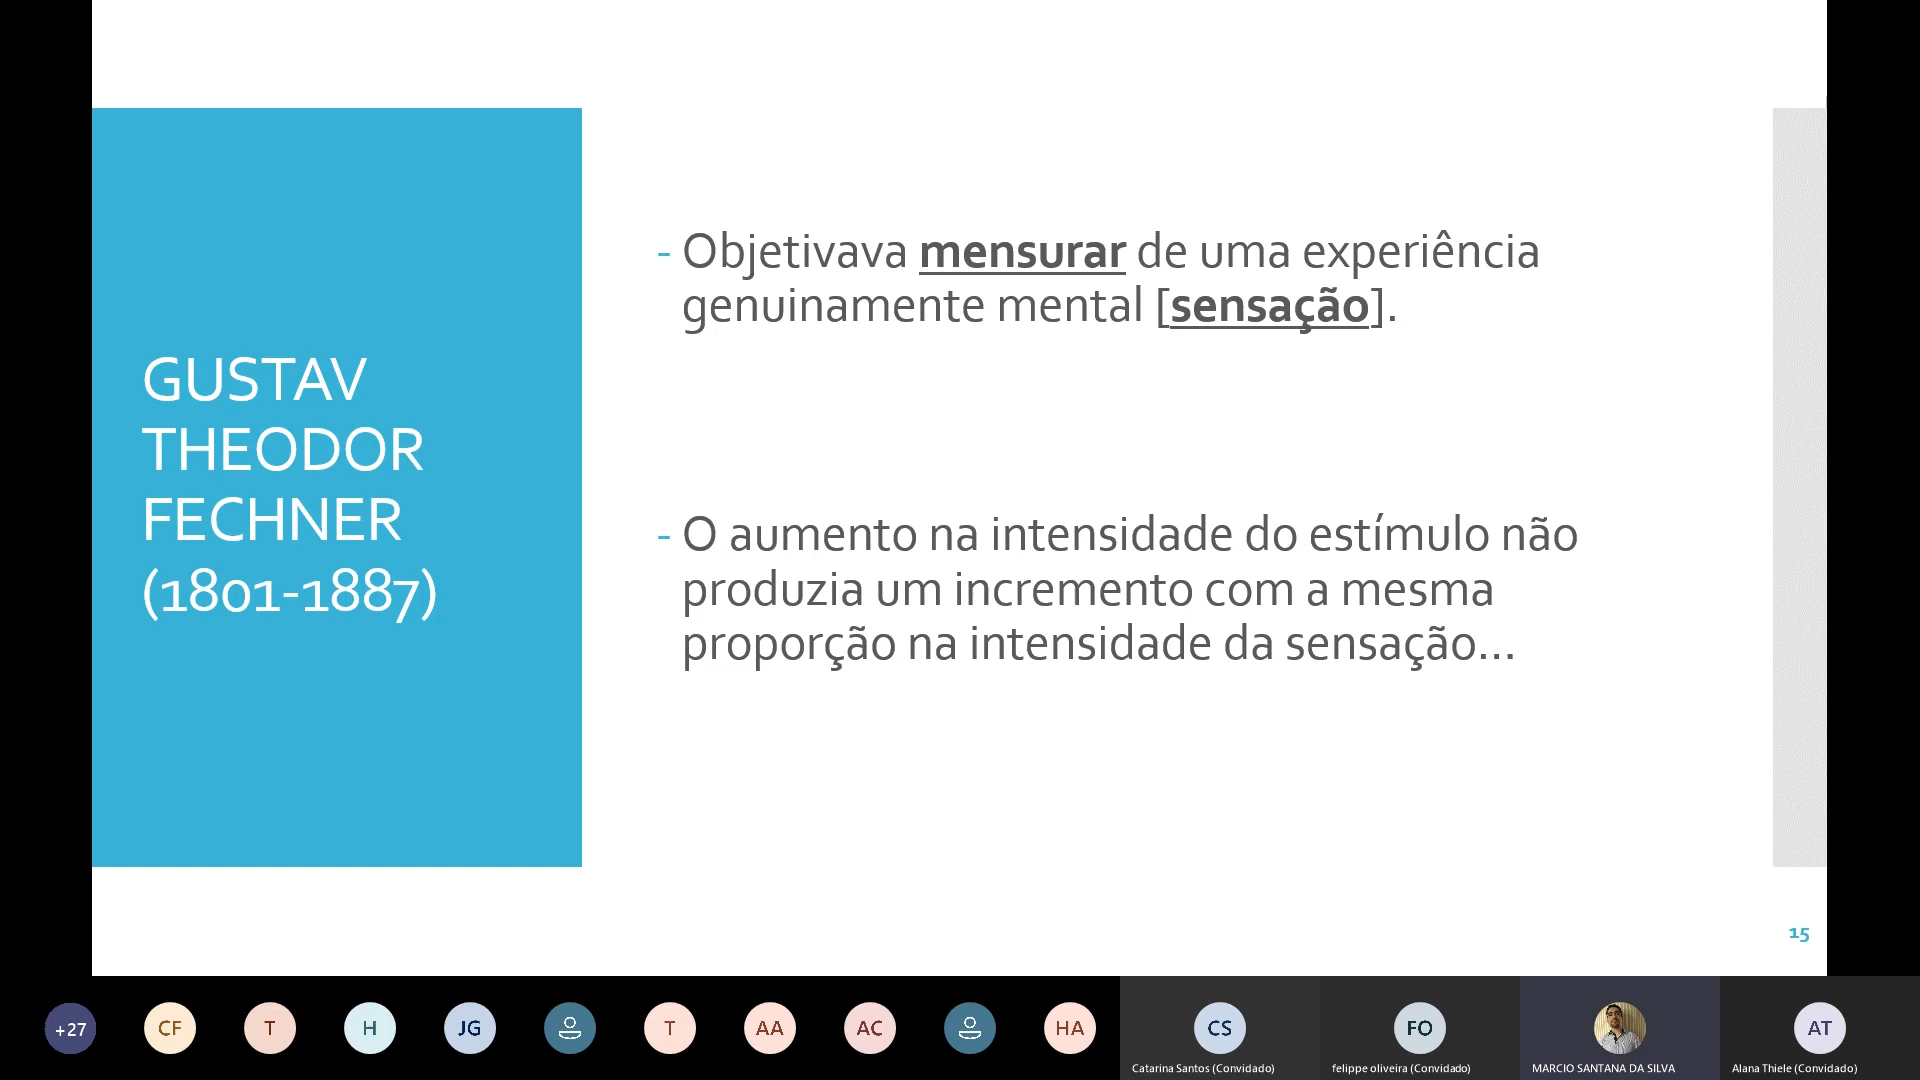 GUSTAV
THEODOR
FECHNER
(1801-1887)
- Objetivava mensurar de uma experiência
genuinamente mental [sensação].
- O aumento na intensidade do estímulo não
produzia um incremento com a mesma
proporção na intensidade da sensação...
15
+27
CF
T
H
JG
T
AA
AC
HA
CS
Catarina Santos (Convidado)
FO
felippe oliveira (Convidado)
MARCIO SANTANA DA SILVA
AT
Alana Thiele (Convidado)